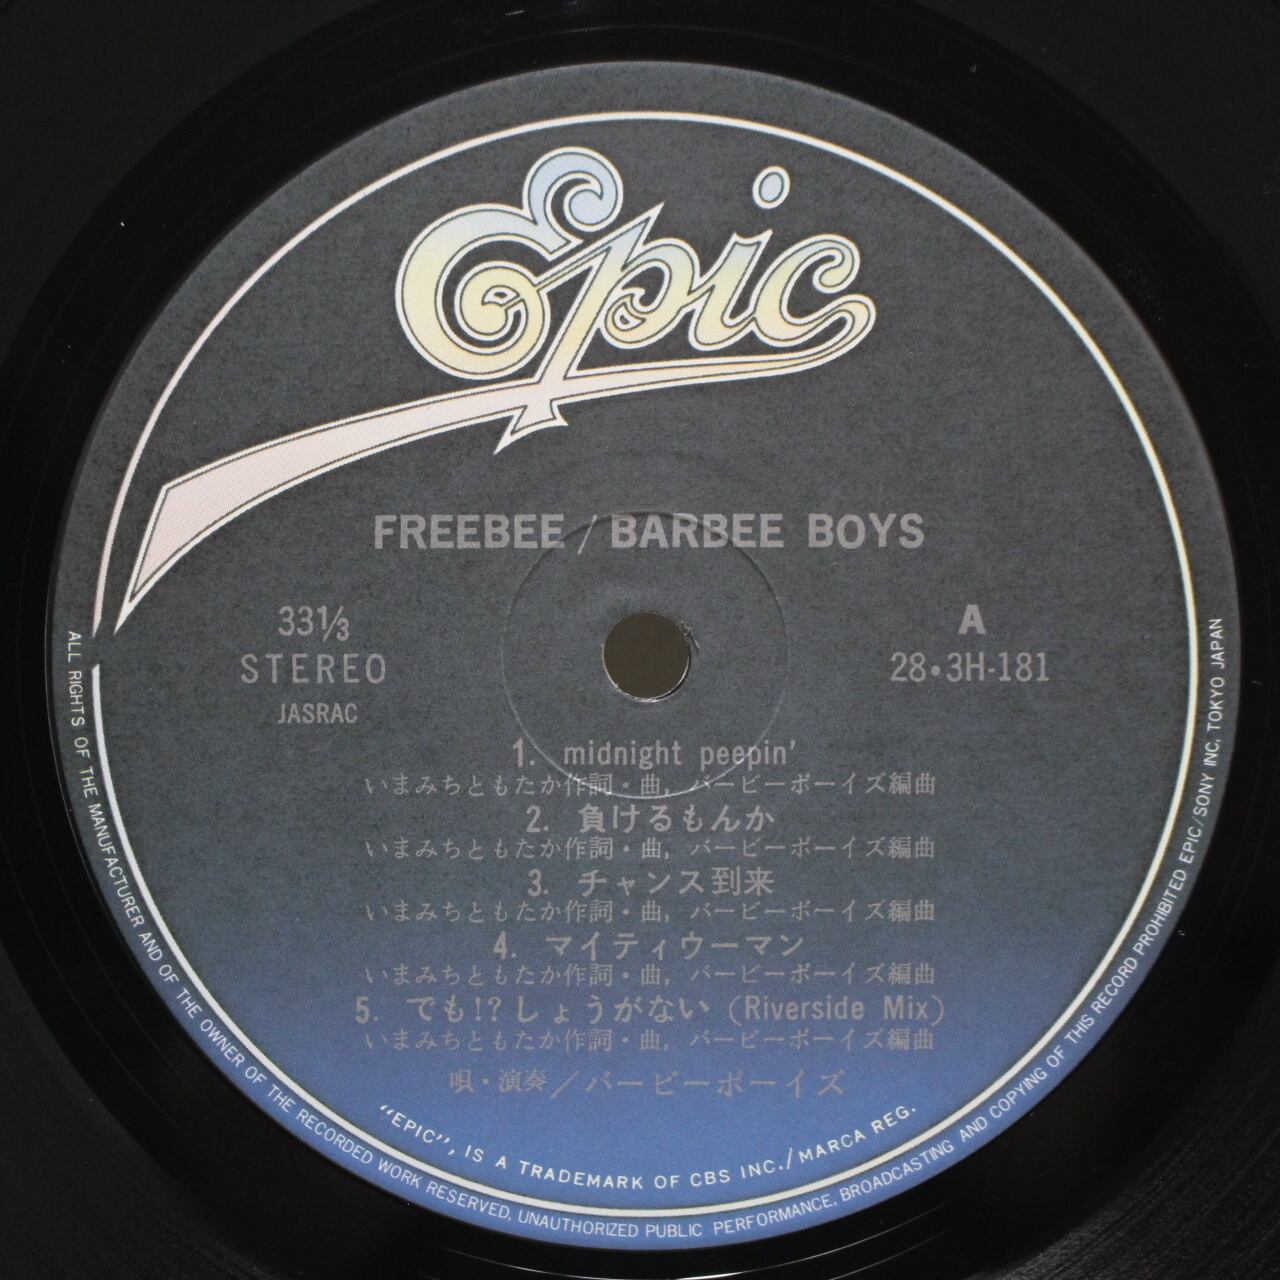 Epic
FREEBEE / BARBEE BOYS
33⅓
STEREO
JASRAC
A
28・3H-181
1. midnight peepin'
いまみちともたか作詞・曲, バービーボーイズ編曲
2. 負けるもんか
いまみちともたか作詞・曲, バービーボーイズ編曲
3. チャンス到来
いまみちともたか作詞・曲, バービーボーイズ編曲
4. マイティウーマン
いまみちともたか作詞・曲, バービーボーイズ編曲
5. でも!?しょうがない (Riverside Mix)
いまみちともたか作詞・曲, バービーボーイズ編曲
唄・演奏／バービーボーイズ
"EPIC", IS A TRADEMARK OF CBS INC./MARCA REG.
ALL RIGHTS OF THE MANUFACTURER AND OF THE OWNER OF THE RECORDED WORK RESERVED, UNAUTHORIZED PUBLIC PERFORMANCE, BROADCASTING AND COPYING OF THIS RECORD PROHIBITED EPIC/SONY INC, TOKYO JAPAN